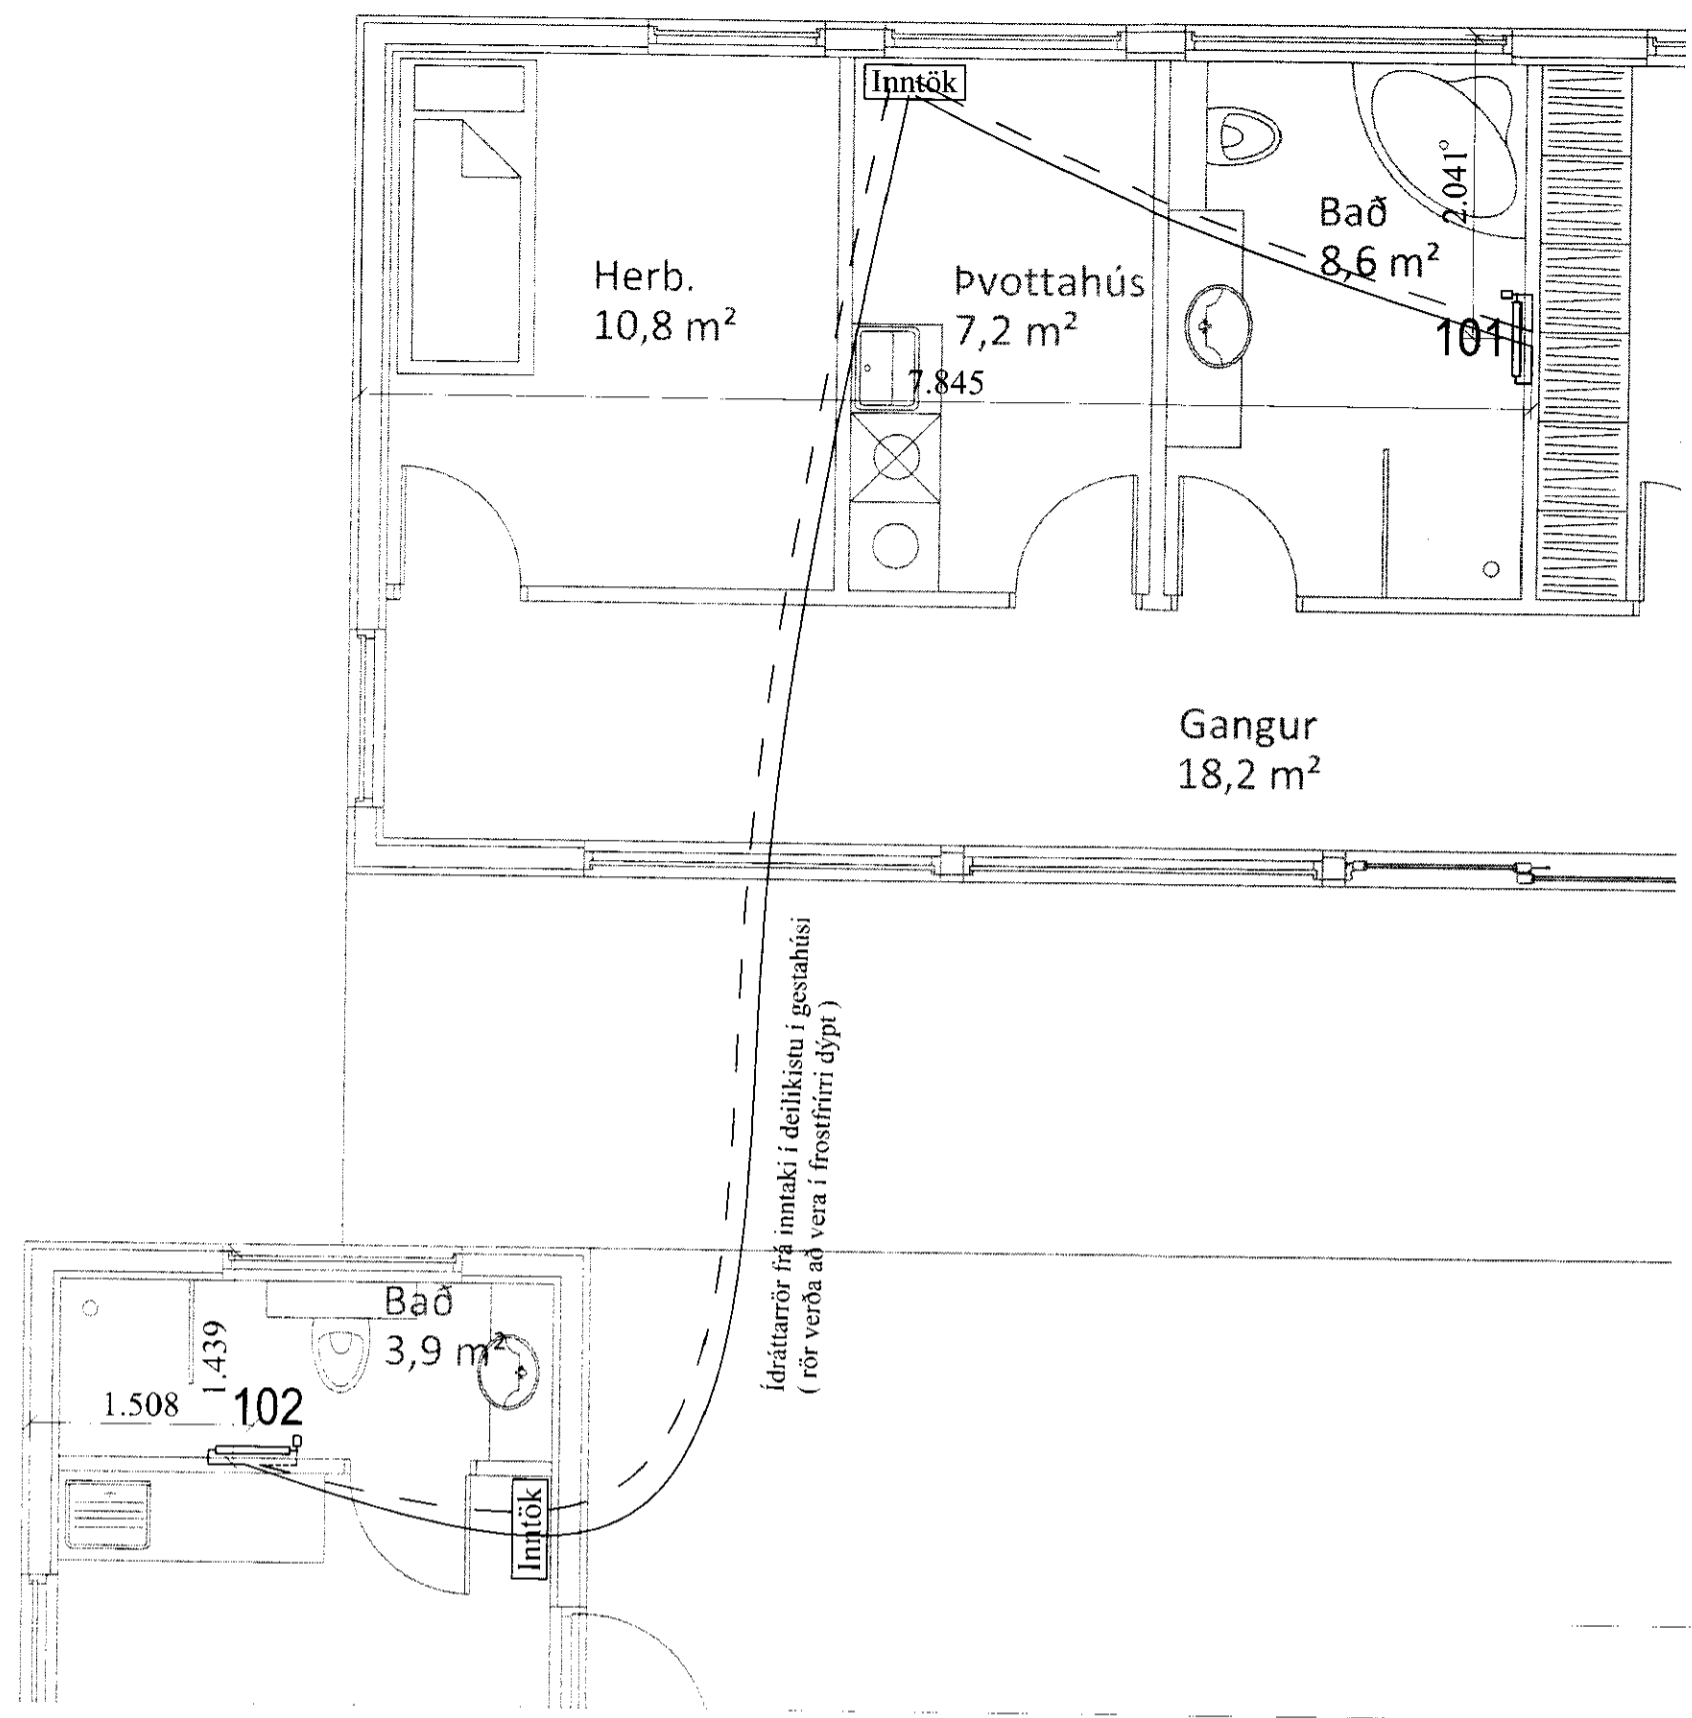 Inntök
Herb.
10,8 m²
Þvottahús
7,2 m²
7.845
Bað
8,6 m²
2.041°
101
Gangur
18,2 m²
Ídráttarrör frá inntaki í deilikistu í gestahúsi
( rör verða að vera í frostfrírri dýpt )
Bað
3,9 m²
1.439
1.508
102
Inntök